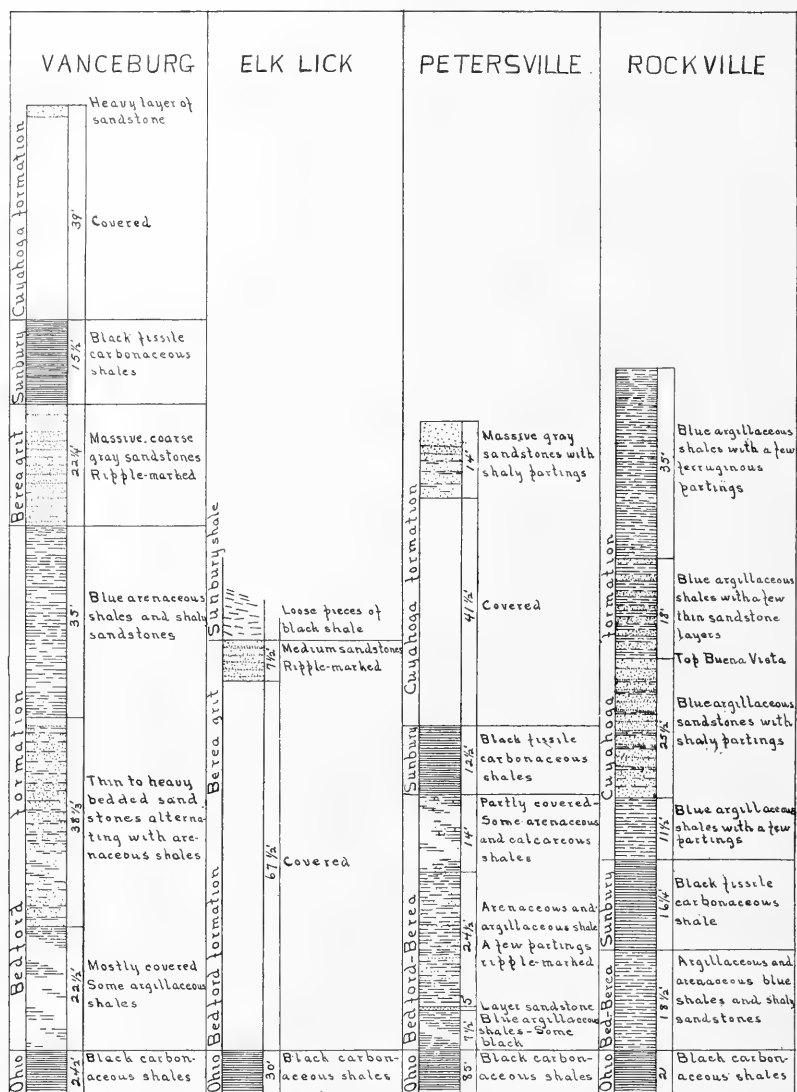 VANCEBURG
Heavy layer of
sandstone
39'
Covered
Cuyahoga formation
15½'
Black fissile
carbonaceous
shales
Sunbury
22¼'
Massive coarse
gray sandstones
Ripple-marked
Berea grit
35'
Blue arenaceous
shales and shaly
sandstones
38⅓'
Thin to heavy
bedded sand
stones alterna-
ting with are-
naceous shales
22½'
Mostly covered
Some argillaceous
shales
Bedford formation
24½'
Black carbon-
aceous shales
Ohio
ELK LICK
Loose pieces of
black shale
Sunbury shale
7½'
Medium sandstones
Ripple-marked
Berea grit
67½'
Covered
Bedford formation
30'
Black carbon-
aceous shales
Ohio
PETERSVILLE
14'
Massive gray
sandstones with
shaly partings
41½'
Covered
Cuyahoga formation
12½'
Black fissile
carbonaceous
shales
Sunbury
14'
Partly covered-
Some arenaceous
and calcareous
shales
24½'
Arenaceous and
argillaceous shale
A few partings
ripple-marked
Layer sandstone
7½'
Blue argillaceous
shales-Some
black
Bedford-Berea
85'
Black carbon-
aceous shales
Ohio
ROCKVILLE
35'
Blue argillaceous
shales with a few
ferruginous
partings
18'
Blue argillaceous
shales with a few
thin sandstone
layers
Top Buena Vista
25½'
Blue argillaceous
sandstones with
shaly partings
11½'
Blue argillaceous
shales with a few
partings
Cuyahoga formation
16¼'
Black fissile
carbonaceous
shale
Sunbury
18½'
Argillaceous and
arenaceous blue
shales and shaly
sandstones
Bed-Berea
Black carbon-
aceous shales
Ohio